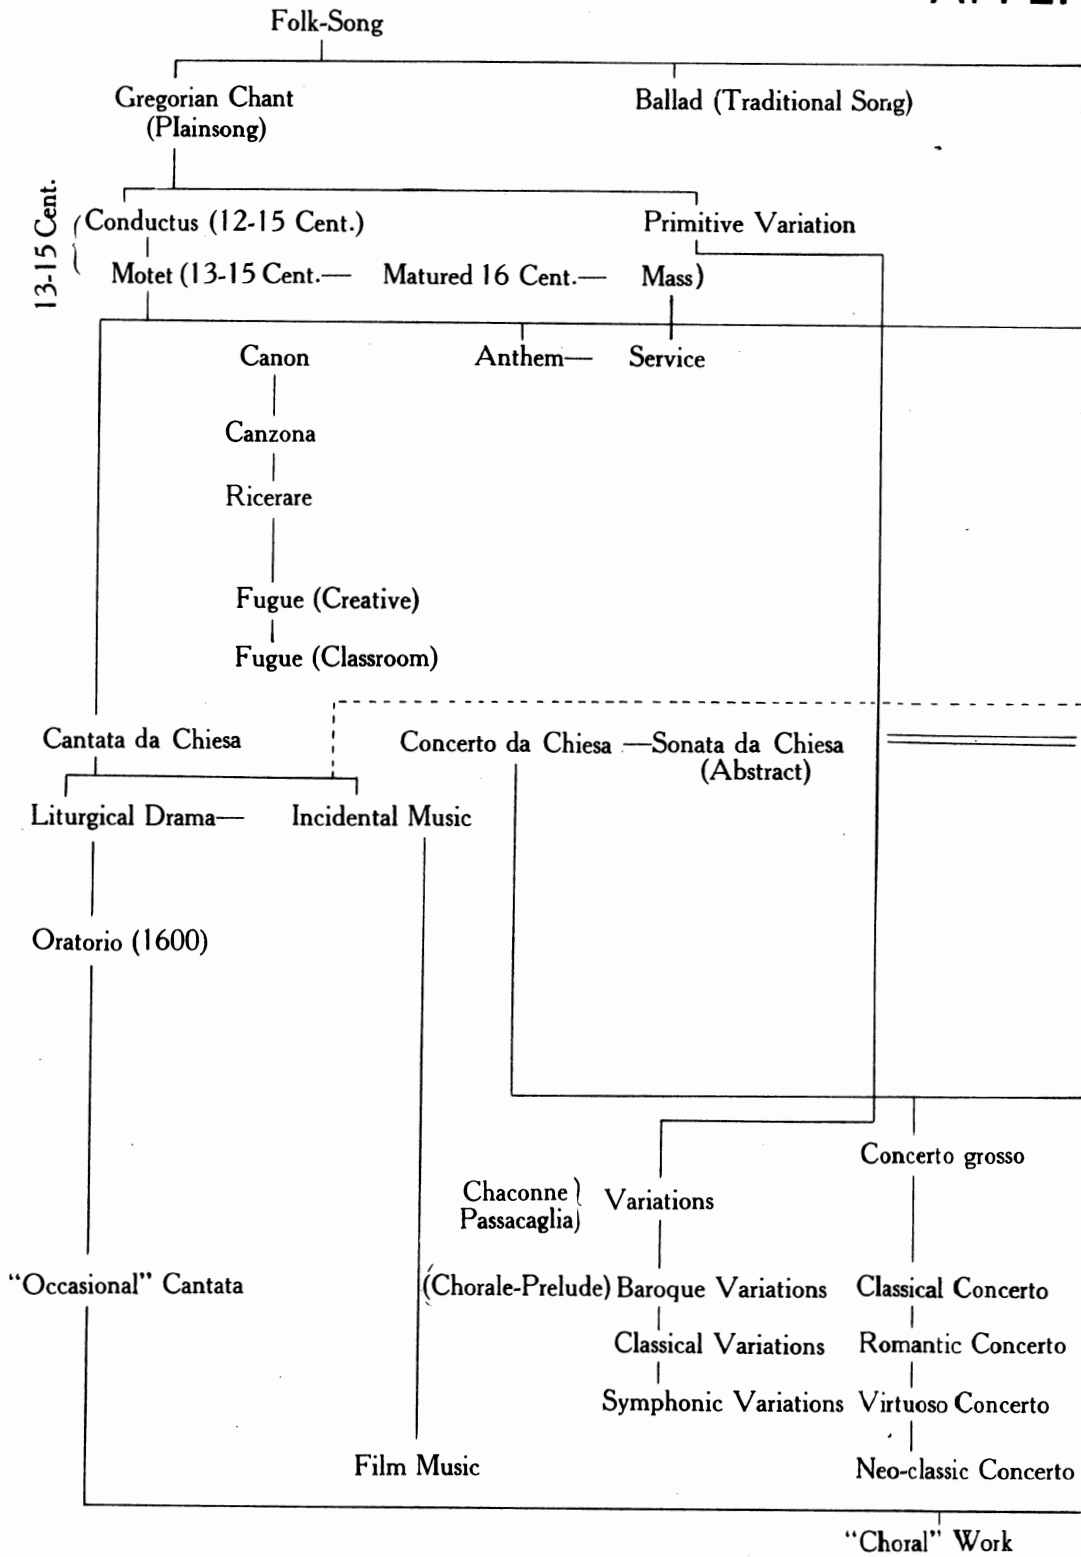 Folk-Song
Gregorian Chant
(Plainsong)
Ballad (Traditional Song)
13-15 Cent.
Conductus (12-15 Cent.)
Primitive Variation
Motet (13-15 Cent.— Matured 16 Cent.— Mass)
Canon
Anthem— Service
Canzona
Ricerare
Fugue (Creative)
Fugue (Classroom)
Cantata da Chiesa
Concerto da Chiesa —Sonata da Chiesa
(Abstract)
Liturgical Drama— Incidental Music
Oratorio (1600)
Concerto grosso
Chaonne
Passacaglia
Variations
“Occasional” Cantata
(Chorale-Prelude) Baroque Variations
Classical Concerto
Classical Variations
Romantic Concerto
Symphonic Variations
Virtuoso Concerto
Film Music
Neo-classic Concerto
“Choral” Work